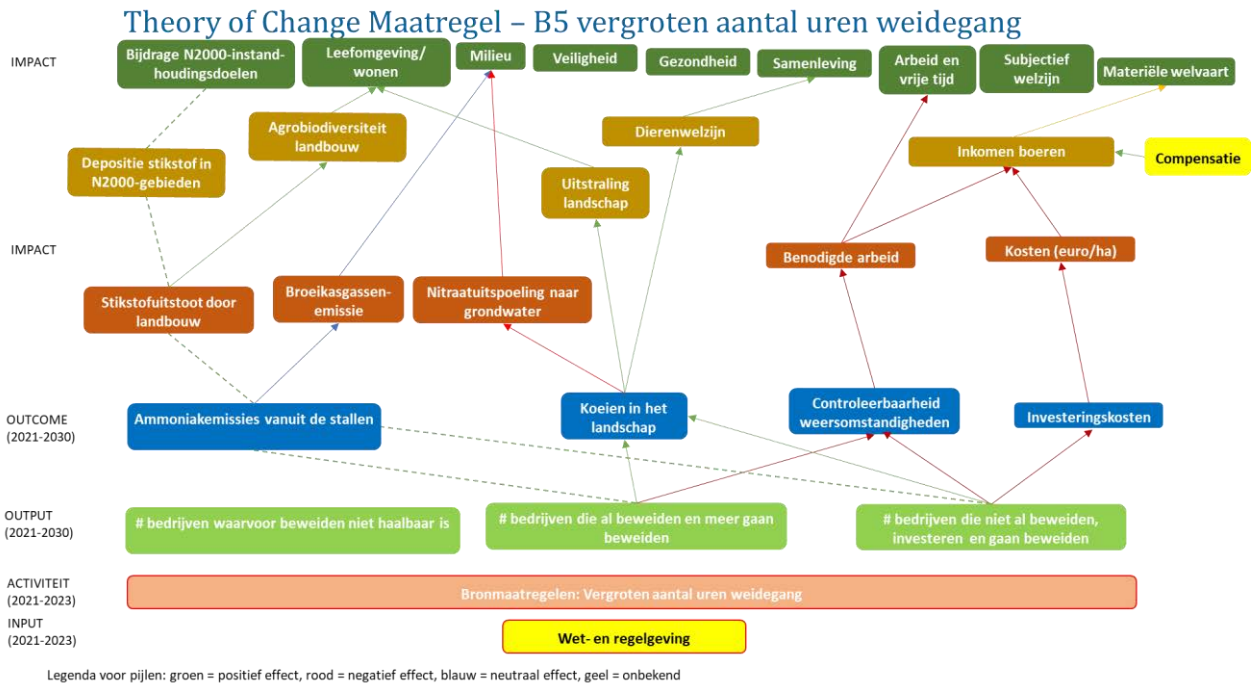 Theory of Change Maatregel – B5 vergroten aantal uren weidegang
IMPACT
Bijdrage N2000-instand-
houdingsdoelen
Leefomgeving/
wonen
Milieu
Veiligheid
Gezondheid
Samenleving
Arbeid en
vrije tijd
Subjectief
welzijn
Materiële welvaart
Agrobiodiversiteit
landbouw
Dierenwelzijn
Depositie stikstof in
N2000-gebieden
Inkomen boeren
Compensatie
Uitstraling
landschap
IMPACT
Benodigde arbeid
Kosten (euro/ha)
Stikstofuitstoot door
landbouw
Broeikasgassen-
emissie
Nitraatuitspoeling naar
grondwater
OUTCOME
(2021-2030)
Ammoniakemissies vanuit de stallen
Koeien in het
landschap
Controleerbaarheid
weersomstandigheden
Investeringskosten
OUTPUT
(2021-2030)
# bedrijven waarvoor beweiden niet haalbaar is
# bedrijven die al beweiden en meer gaan
beweiden
# bedrijven die niet al beweiden,
investeren en gaan beweiden
ACTIVITEIT
(2021-2023)
Bronmaatregelen: Vergroten aantal uren weidegang
INPUT
(2021-2023)
Wet- en regelgeving
Legenda voor pijlen: groen = positief effect, rood = negatief effect, blauw = neutraal effect, geel = onbekend